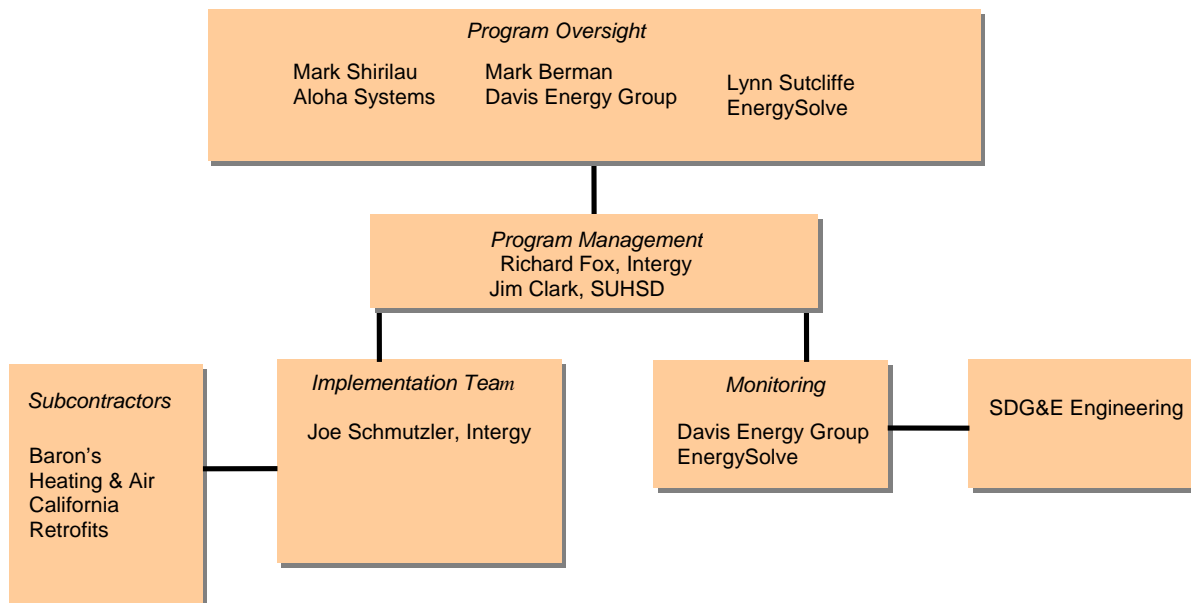 Program Oversight
Mark Shirilau
Aloha Systems
Mark Berman
Davis Energy Group
Lynn Sutcliffe
EnergySolve
Program Management
Richard Fox, Intergy
Jim Clark, SUHSD
Subcontractors
Baron's
Heating & Air
California
Retrofits
Implementation Team
Joe Schmutzler, Intergy
Monitoring
Davis Energy Group
EnergySolve
SDG&E Engineering